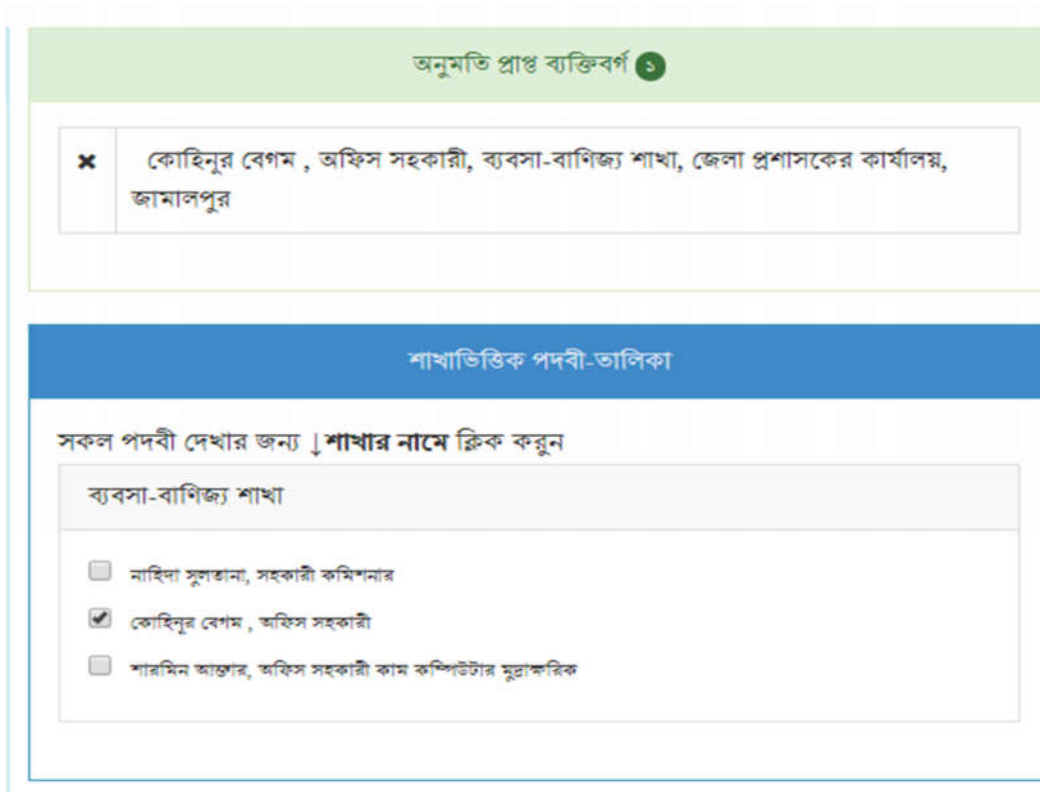 অনুমতি প্রাপ্ত ব্যক্তিবর্গ ১
✖ কোহিনুর বেগম , অফিস সহকারী, ব্যবসা-বাণিজ্য শাখা, জেলা প্রশাসকের কার্যালয়,
জামালপুর
শাখাভিত্তিক পদবী-তালিকা
সকল পদবী দেখার জন্য ↓শাখার নামে ক্লিক করুন
ব্যবসা-বাণিজ্য শাখা
নাহিদা সুলতানা, সহকারী কমিশনার
কোহিনুর বেগম , অফিস সহকারী
শারমিন আক্তার, অফিস সহকারী কাম কম্পিউটার মুদ্রাক্ষরিক